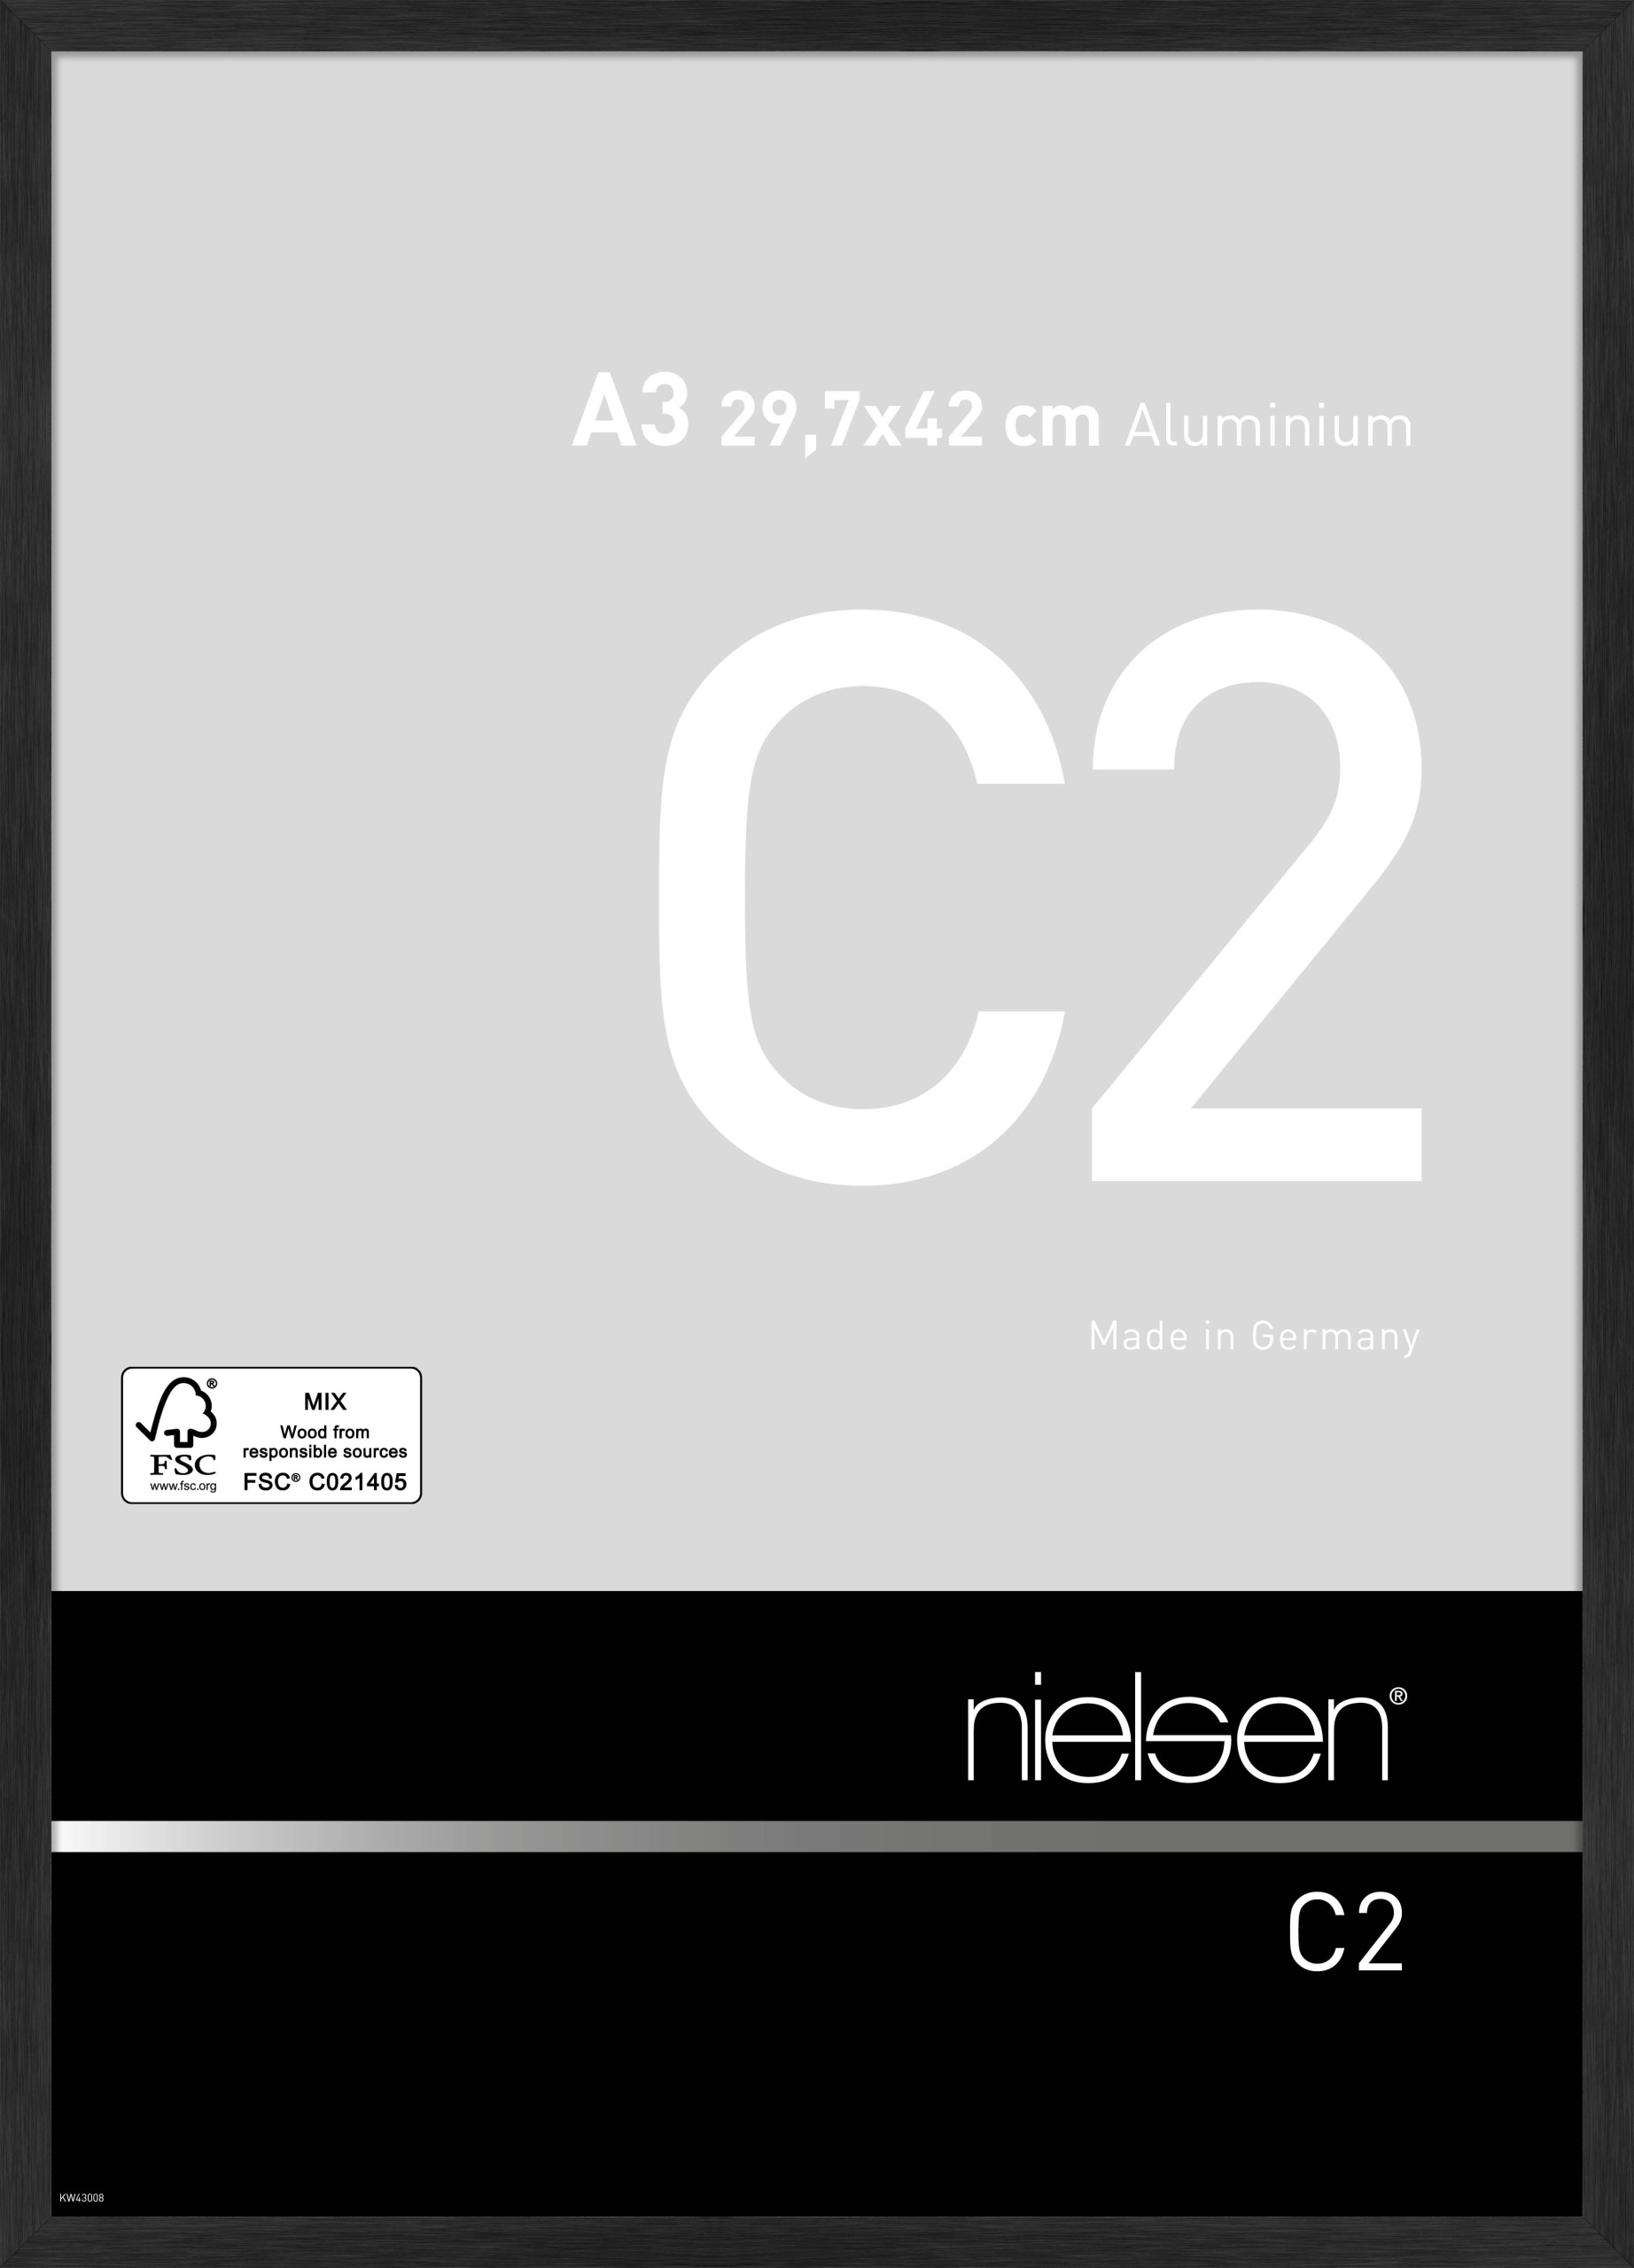 A3 29,7x42 cm Aluminium
C2
Made in Germany
®
MIX
Wood from
responsible sources
FSC
www.fsc.org
FSC® C021405
nielsen®
C2
KW43008